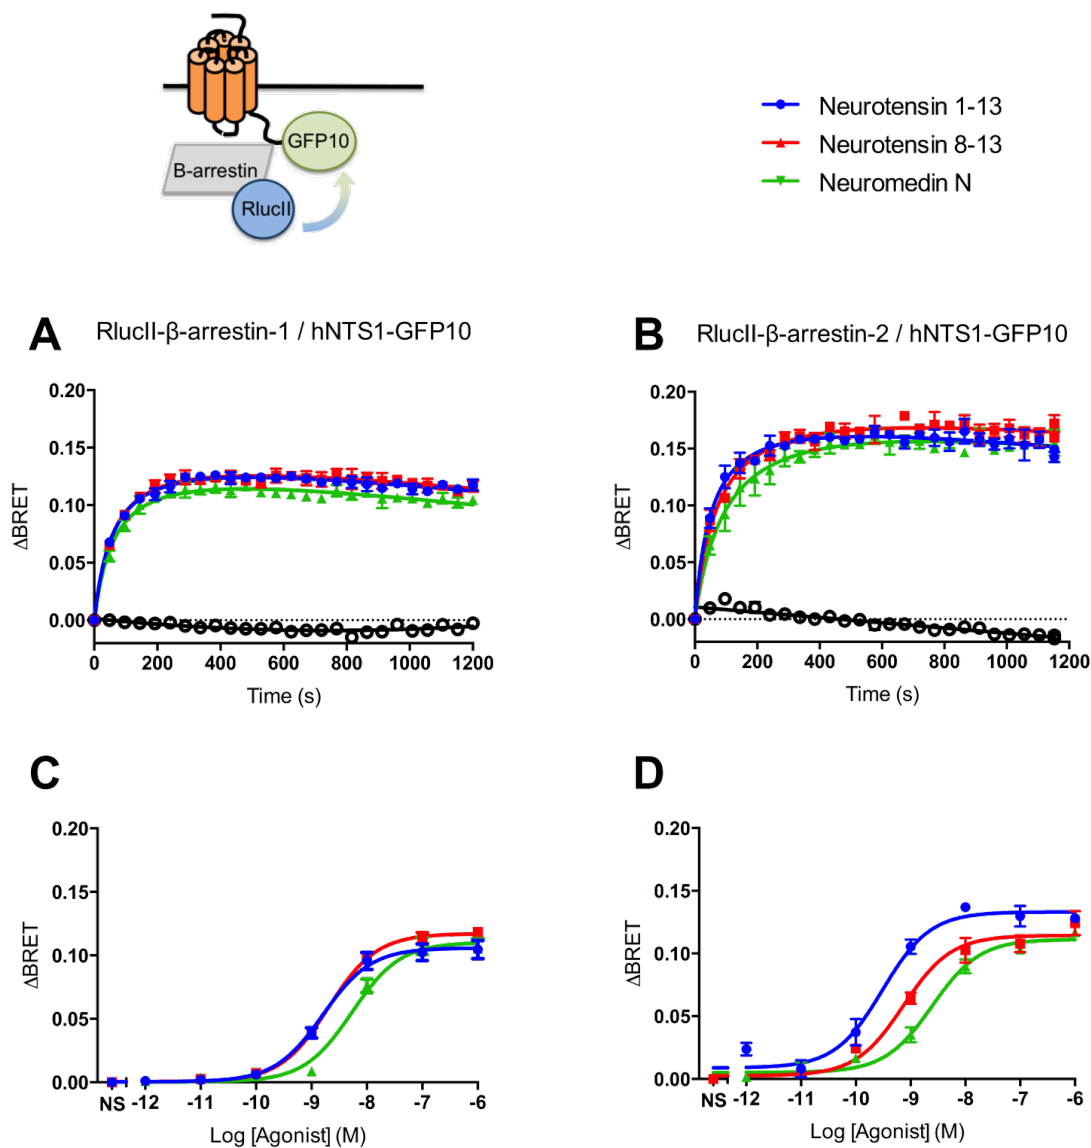 GFP10
B-arrestin
RlucII
Neurotensin 1-13
Neurotensin 8-13
Neuromedin N
A
RlucII-β-arrestin-1 / hNTS1-GFP10
0.20
0.15
0.10
0.05
0.00
ΔBRET
0 200 400 600 800 1000 1200
Time (s)
B
RlucII-β-arrestin-2 / hNTS1-GFP10
0.20
0.15
0.10
0.05
0.00
ΔBRET
0 200 400 600 800 1000 1200
Time (s)
C
0.20
0.15
0.10
0.05
0.00
ΔBRET
NS -12 -11 -10 -9 -8 -7 -6
Log [Agonist] (M)
D
0.20
0.15
0.10
0.05
0.00
ΔBRET
NS -12 -11 -10 -9 -8 -7 -6
Log [Agonist] (M)